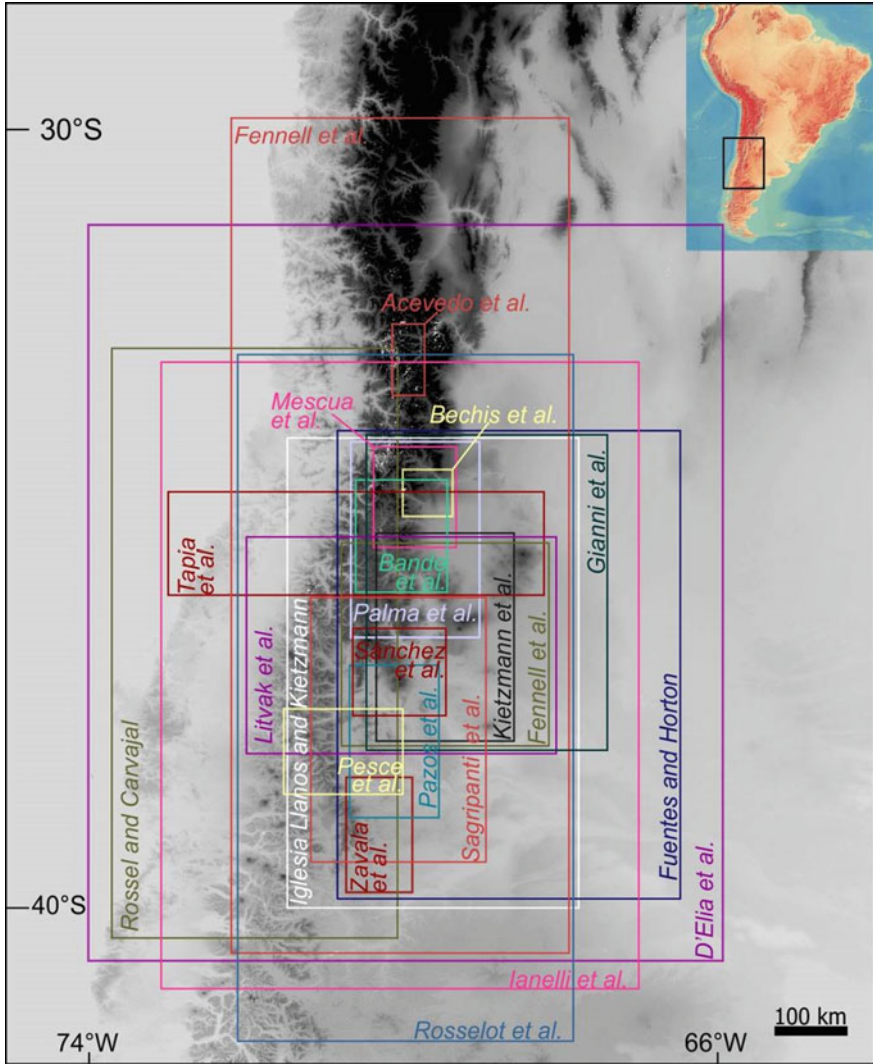 30°S
Fennell et al.
Acevedo et al.
Mescua
et al.
Bechis et al.
Gianni et al.
Tapia
et al.
Bande
et al.
Palma et al.
Iglesia Llanos and Kietzmann
Litvak et al.
Sánchez
et al.
Kietzmann et al.
Fennell et al.
Rossel and Carvajal
Pesce
et al.
Pazos et al.
Sagripanti et al.
Fuentes and Horton
Zavala
et al.
40°S
D'Elia et al.
Ianelli et al.
Rosselot et al.
100 km
74°W
66°W